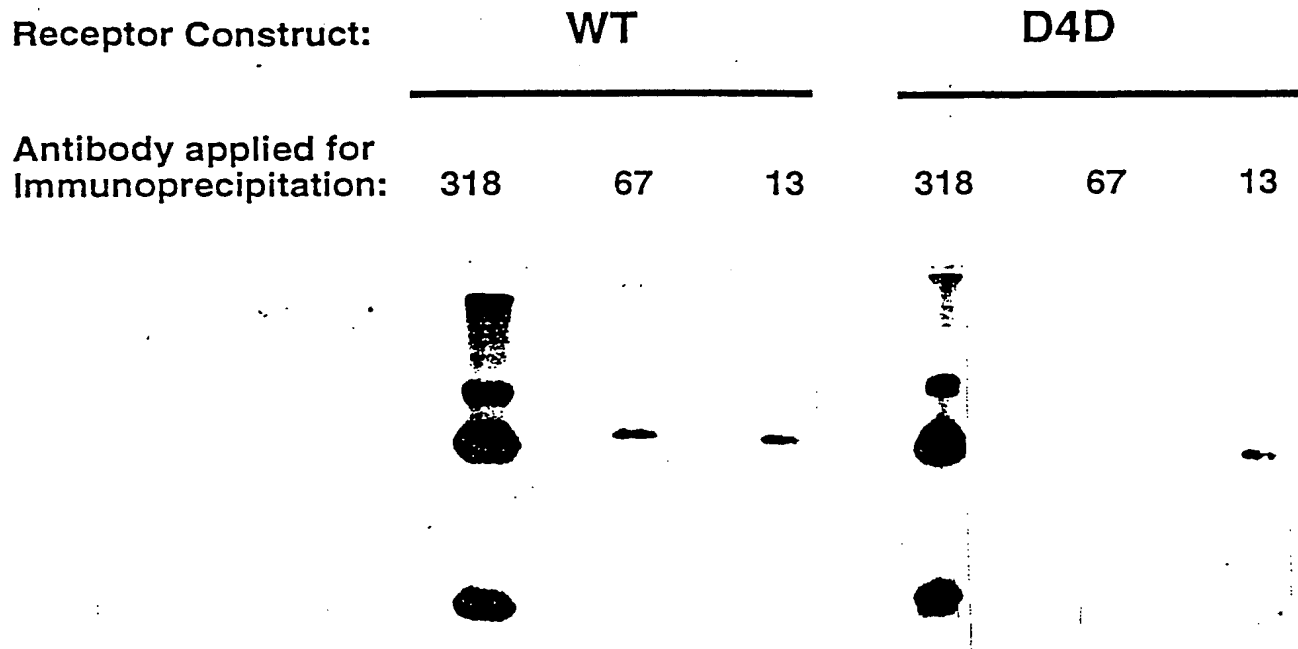 Receptor Construct: WT D4D
Antibody applied for
Immunoprecipitation: 318 67 13 318 67 13